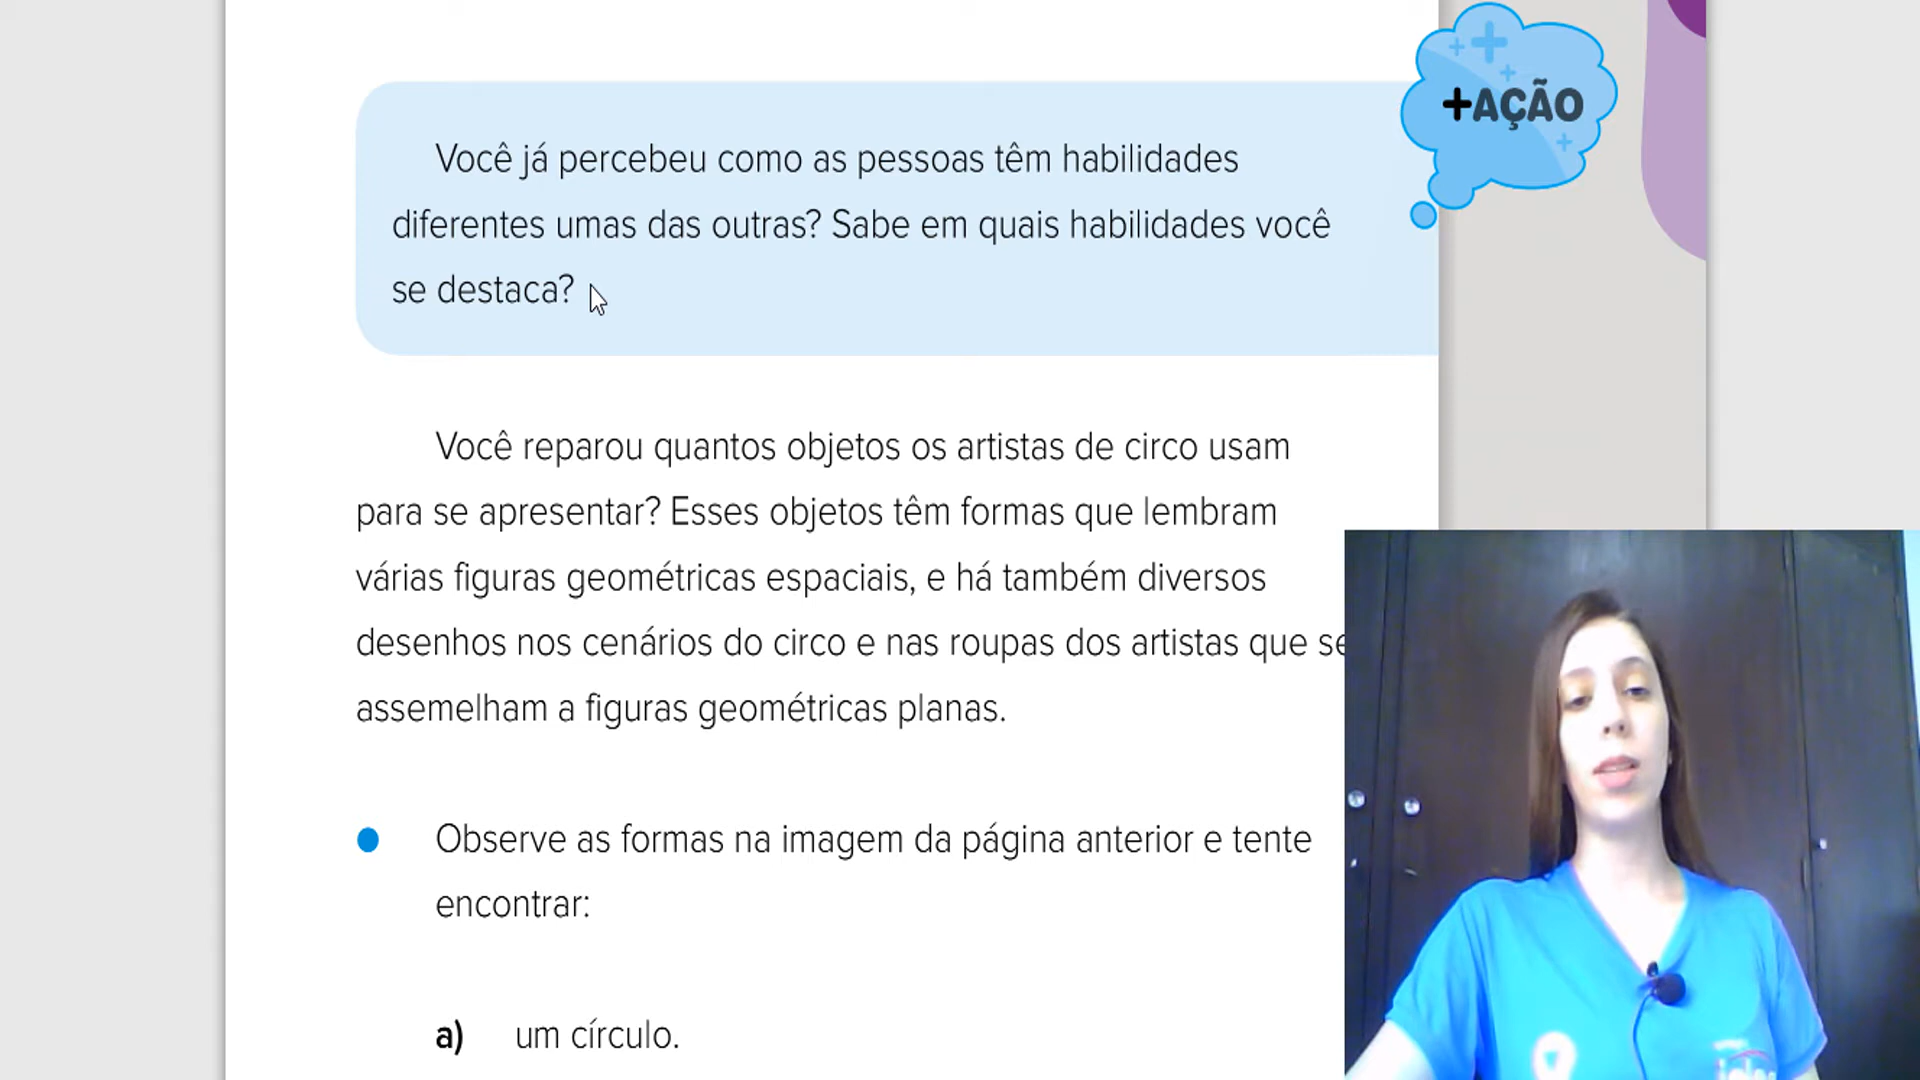 +AÇÃO
Você já percebeu como as pessoas têm habilidades
diferentes umas das outras? Sabe em quais habilidades você
se destaca?
Você reparou quantos objetos os artistas de circo usam
para se apresentar? Esses objetos têm formas que lembram
várias figuras geométricas espaciais, e há também diversos
desenhos nos cenários do circo e nas roupas dos artistas que se
assemelham a figuras geométricas planas.
Observe as formas na imagem da página anterior e tente
encontrar:
a) um círculo.